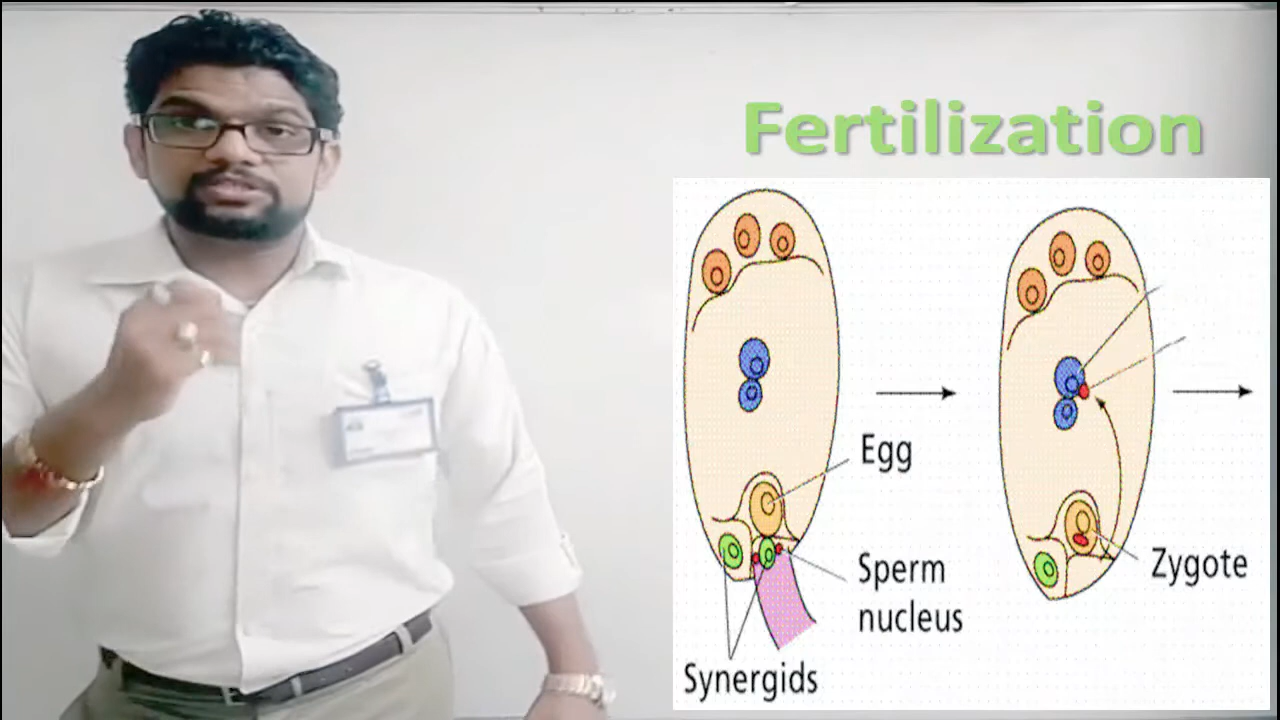 Fertilization
Egg
Sperm
nucleus
Zygote
Synergids